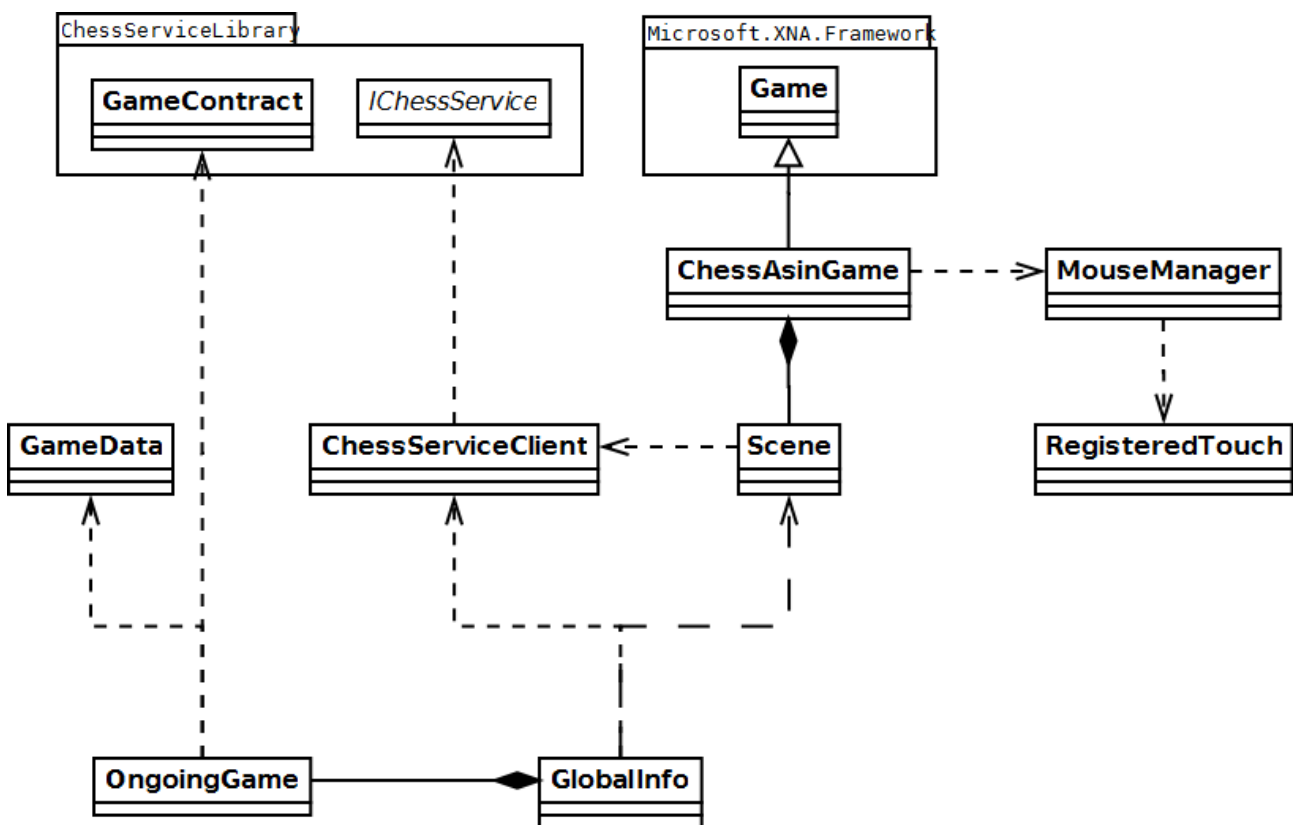 ChessServiceLibrary
Microsoft.XNA.Framework
GameContract
IChessService
Game
ChessAsinGame
MouseManager
GameData
ChessServiceClient
Scene
RegisteredTouch
OngoingGame
GlobalInfo